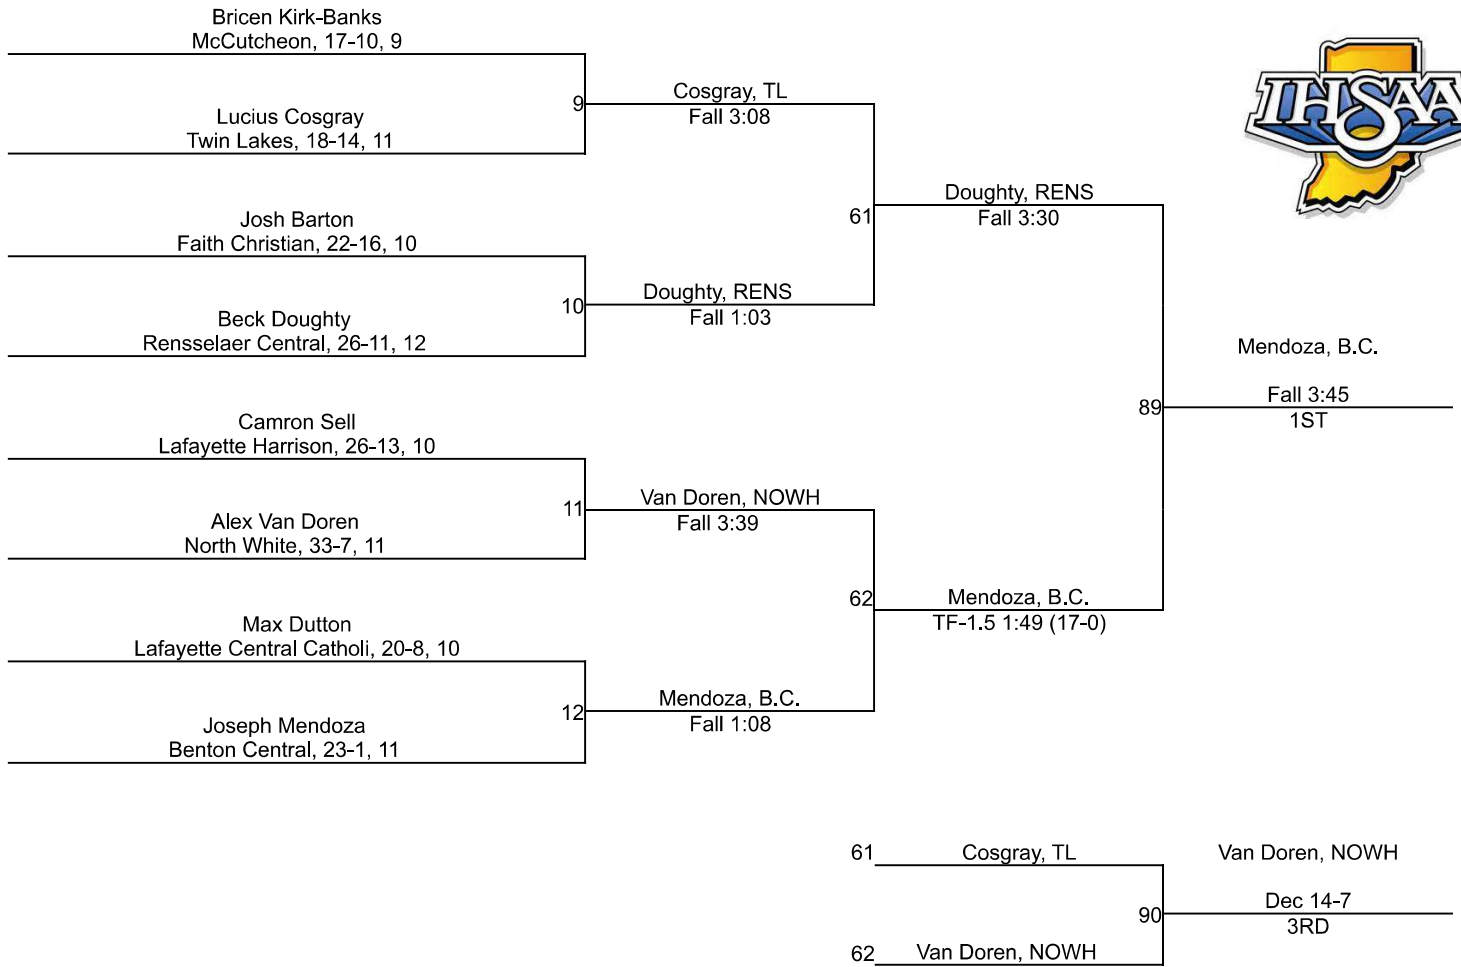 Bricen Kirk-Banks
McCutcheon, 17-10, 9
Lucius Cosgray
Twin Lakes, 18-14, 11
9
Cosgray, TL
Fall 3:08
Josh Barton
Faith Christian, 22-16, 10
Beck Doughty
Rensselaer Central, 26-11, 12
10
Doughty, RENS
Fall 1:03
61
Doughty, RENS
Fall 3:30
Camron Sell
Lafayette Harrison, 26-13, 10
Alex Van Doren
North White, 33-7, 11
11
Van Doren, NOWH
Fall 3:39
Max Dutton
Lafayette Central Catholi, 20-8, 10
Joseph Mendoza
Benton Central, 23-1, 11
12
Mendoza, B.C.
Fall 1:08
62
Mendoza, B.C.
TF-1.5 1:49 (17-0)
89
Mendoza, B.C.
Fall 3:45
1ST
IHSAA
61
Cosgray, TL
62
Van Doren, NOWH
90
Van Doren, NOWH
Dec 14-7
3RD